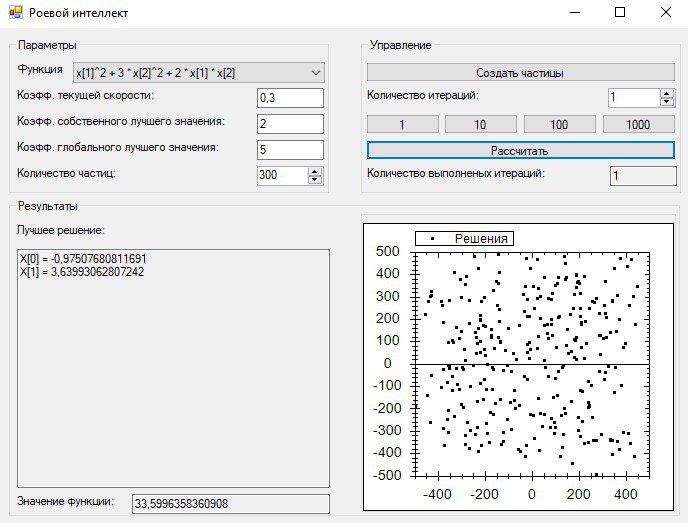 Роевой интеллект
Параметры
Функция x[1]^2 + 3 * x[2]^2 + 2 * x[1] * x[2]
Коэфф. текущей скорости: 0,3
Коэфф. собственного лучшего значения: 2
Коэфф. глобального лучшего значения: 5
Количество частиц: 300
Управление
Создать частицы
Количество итераций: 1
1 10 100 1000
Рассчитать
Количество выполненых итераций: 1
Результаты
Лучшее решение:
X[0] = -0,97507680811691
X[1] = 3,63993062807242
Значение функции: 33,5996358360908
Решения
500
400
300
200
100
0
-100
-200
-300
-400
-500
-400 -200 0 200 400